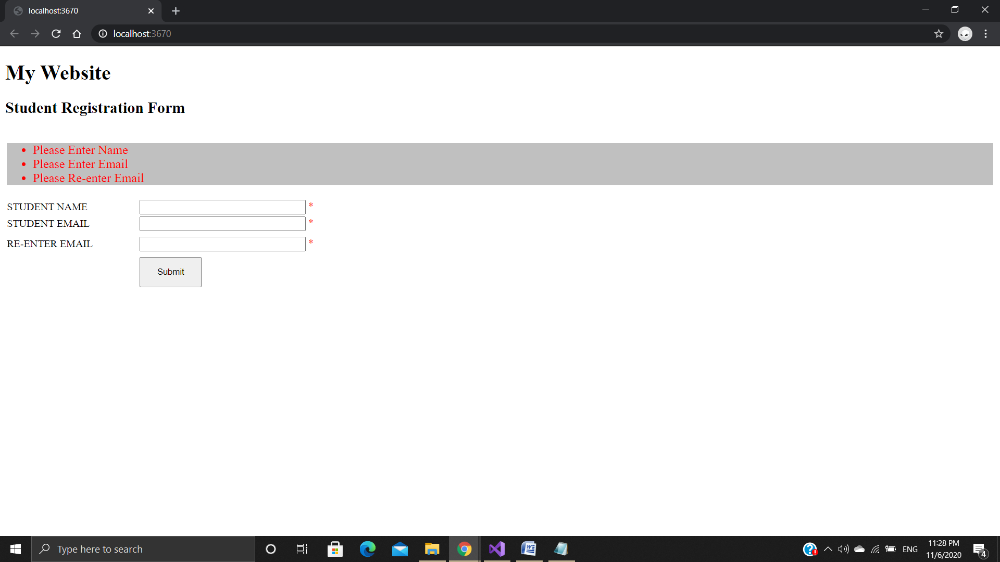 localhost:3670
localhost:3670
My Website
Student Registration Form
• Please Enter Name
• Please Enter Email
• Please Re-enter Email
STUDENT NAME *
STUDENT EMAIL *
RE-ENTER EMAIL *
Submit
Type here to search
ENG
11:28 PM
11/6/2020
4